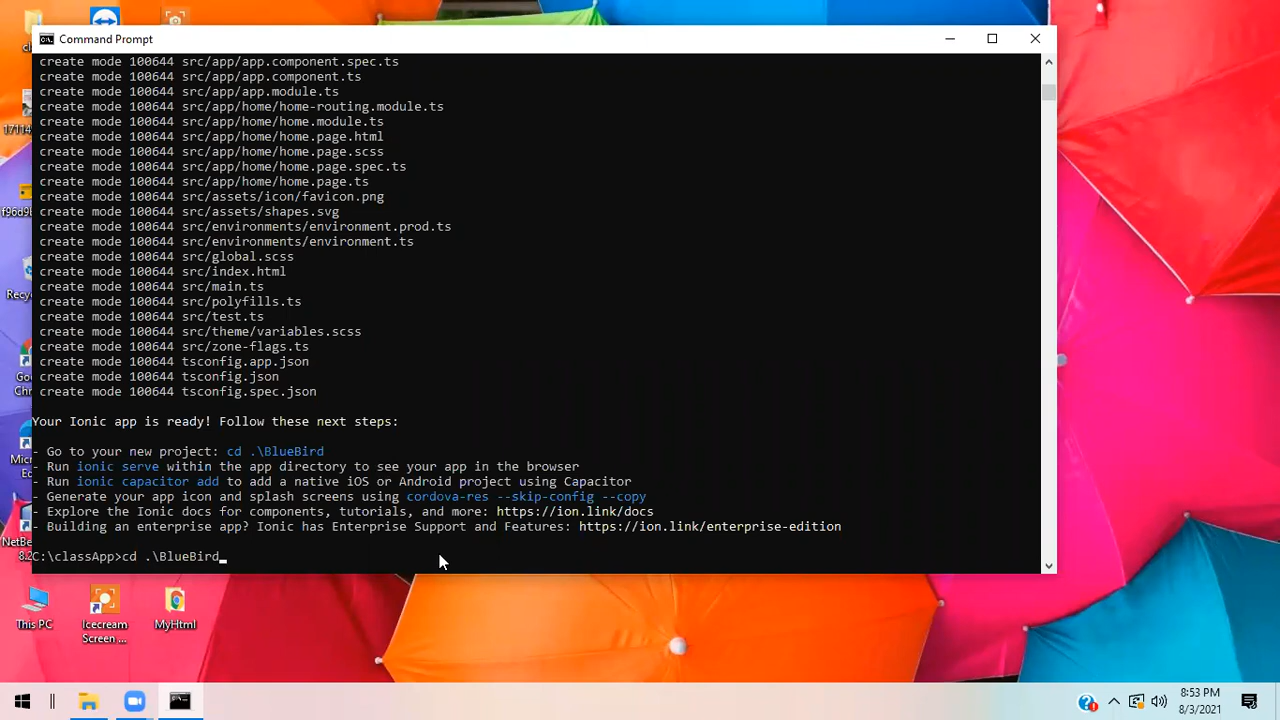 Command Prompt
create mode 100644 src/app/app.component.spec.ts
create mode 100644 src/app/app.component.ts
create mode 100644 src/app/app.module.ts
create mode 100644 src/app/home/home-routing.module.ts
create mode 100644 src/app/home/home.module.ts
create mode 100644 src/app/home/home.page.html
create mode 100644 src/app/home/home.page.scss
create mode 100644 src/app/home/home.page.spec.ts
create mode 100644 src/app/home/home.page.ts
create mode 100644 src/assets/icon/favicon.png
create mode 100644 src/assets/shapes.svg
create mode 100644 src/environments/environment.prod.ts
create mode 100644 src/environments/environment.ts
create mode 100644 src/global.scss
create mode 100644 src/index.html
create mode 100644 src/main.ts
create mode 100644 src/polyfills.ts
create mode 100644 src/test.ts
create mode 100644 src/theme/variables.scss
create mode 100644 src/zone-flags.ts
create mode 100644 tsconfig.app.json
create mode 100644 tsconfig.json
create mode 100644 tsconfig.spec.json
Your Ionic app is ready! Follow these next steps:
- Go to your new project: cd .\BlueBird
- Run ionic serve within the app directory to see your app in the browser
- Run ionic capacitor add to add a native iOS or Android project using Capacitor
- Generate your app icon and splash screens using cordova-res --skip-config --copy
- Explore the Ionic docs for components, tutorials, and more: https://ion.link/docs
- Building an enterprise app? Ionic has Enterprise Support and Features: https://ion.link/enterprise-edition
C:\classApp>cd .\BlueBird
This PC
Icecream
Screen ...
MyHtml
8:53 PM
8/3/2021